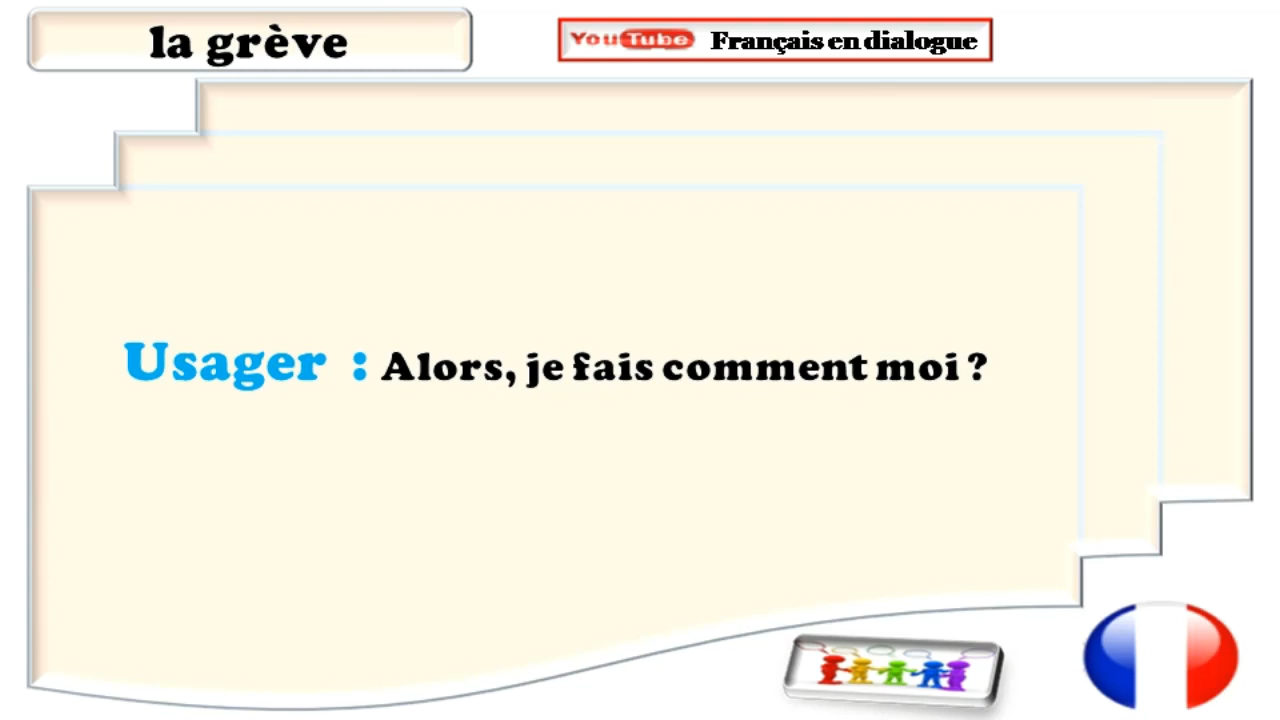 la grève
YouTube Français en dialogue
Usager : Alors, je fais comment moi ?